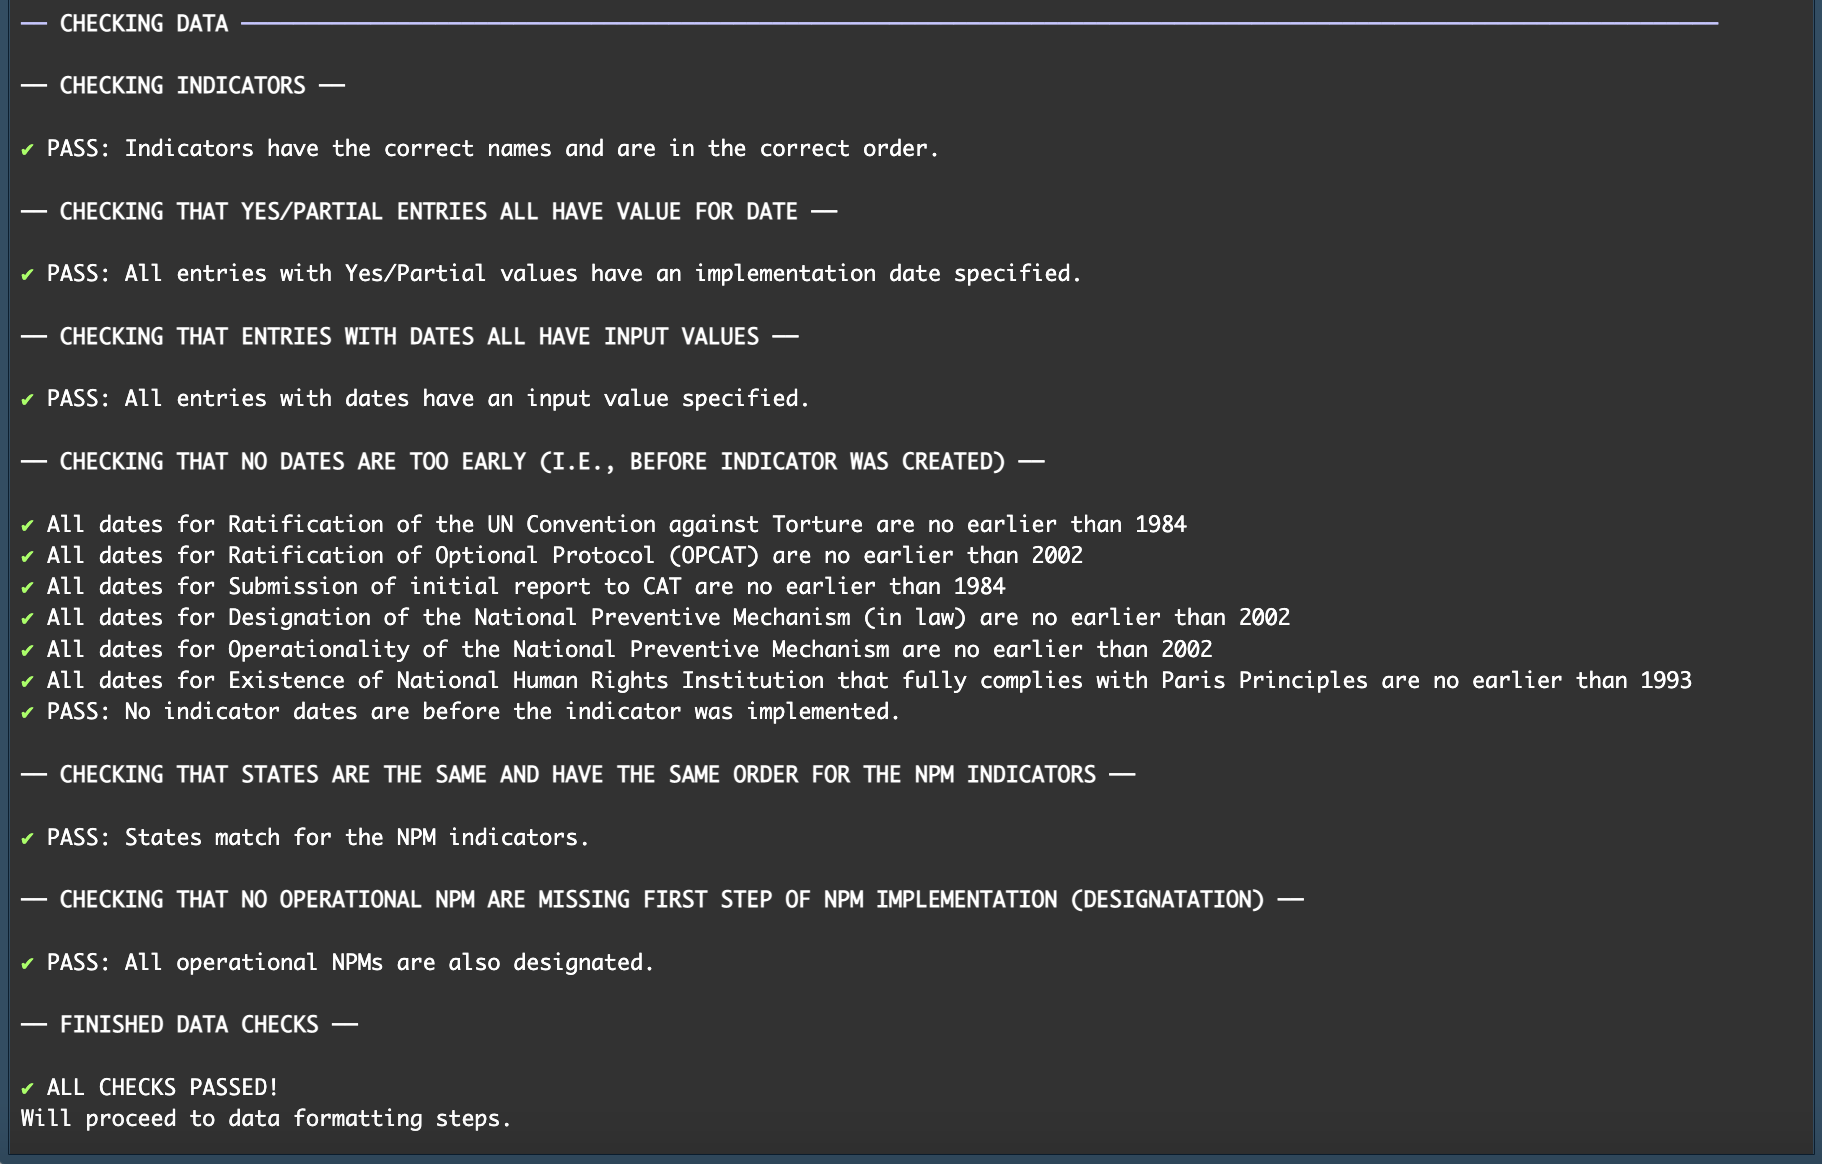 ── CHECKING DATA ──────────────────────────────
── CHECKING INDICATORS ──
✔ PASS: Indicators have the correct names and are in the correct order.
── CHECKING THAT YES/PARTIAL ENTRIES ALL HAVE VALUE FOR DATE ──
✔ PASS: All entries with Yes/Partial values have an implementation date specified.
── CHECKING THAT ENTRIES WITH DATES ALL HAVE INPUT VALUES ──
✔ PASS: All entries with dates have an input value specified.
── CHECKING THAT NO DATES ARE TOO EARLY (I.E., BEFORE INDICATOR WAS CREATED) ──
✔ All dates for Ratification of the UN Convention against Torture are no earlier than 1984
✔ All dates for Ratification of Optional Protocol (OPCAT) are no earlier than 2002
✔ All dates for Submission of initial report to CAT are no earlier than 1984
✔ All dates for Designation of the National Preventive Mechanism (in law) are no earlier than 2002
✔ All dates for Operationality of the National Preventive Mechanism are no earlier than 2002
✔ All dates for Existence of National Human Rights Institution that fully complies with Paris Principles are no earlier than 1993
✔ PASS: No indicator dates are before the indicator was implemented.
── CHECKING THAT STATES ARE THE SAME AND HAVE THE SAME ORDER FOR THE NPM INDICATORS ──
✔ PASS: States match for the NPM indicators.
── CHECKING THAT NO OPERATIONAL NPM ARE MISSING FIRST STEP OF NPM IMPLEMENTATION (DESIGNATATION) ──
✔ PASS: All operational NPMs are also designated.
── FINISHED DATA CHECKS ──
✔ ALL CHECKS PASSED!
Will proceed to data formatting steps.